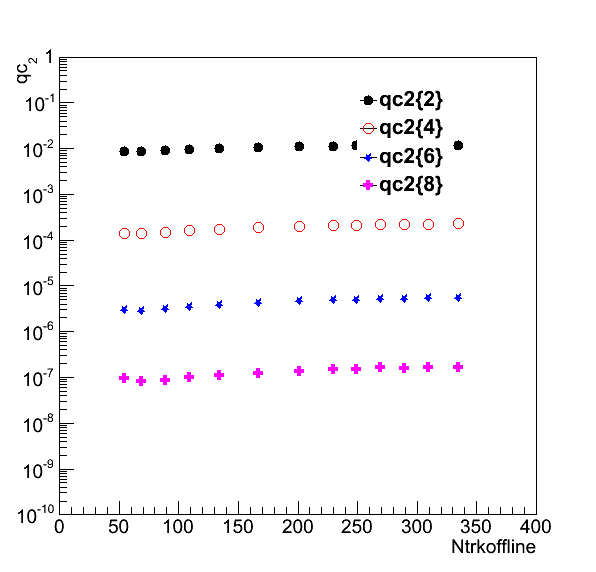 qc₂
1
10⁻¹
10⁻²
10⁻³
10⁻⁴
10⁻⁵
10⁻⁶
10⁻⁷
10⁻⁸
10⁻⁹
10⁻¹⁰
qc2{2}
qc2{4}
qc2{6}
qc2{8}
0 50 100 150 200 250 300 350 400
Ntrkoffline